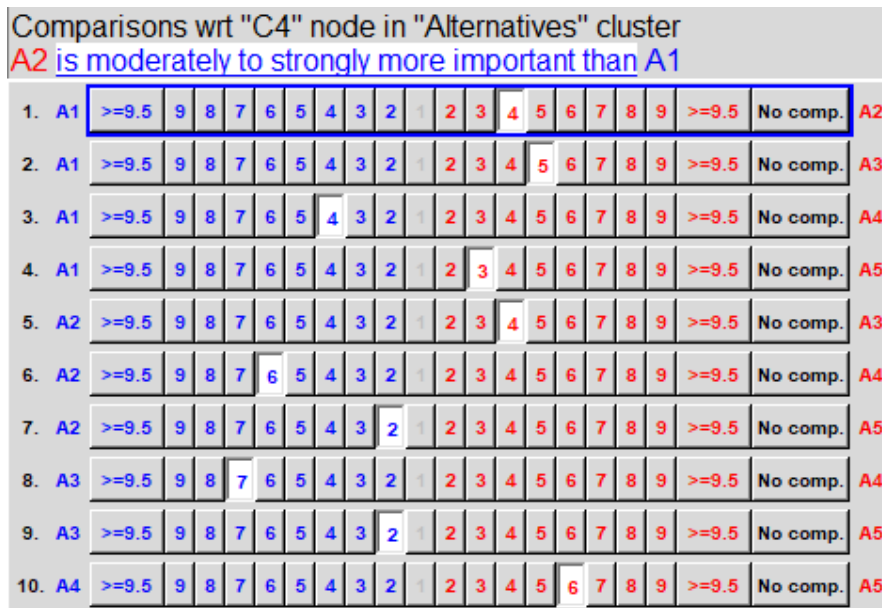 Comparisons wrt "C4" node in "Alternatives" cluster
A2 is moderately to strongly more important than A1
1. A1 >=9.5 9 8 7 6 5 4 3 2 1 2 3 4 5 6 7 8 9 >=9.5 No comp. A2
2. A1 >=9.5 9 8 7 6 5 4 3 2 1 2 3 4 5 6 7 8 9 >=9.5 No comp. A3
3. A1 >=9.5 9 8 7 6 5 4 3 2 1 2 3 4 5 6 7 8 9 >=9.5 No comp. A4
4. A1 >=9.5 9 8 7 6 5 4 3 2 1 2 3 4 5 6 7 8 9 >=9.5 No comp. A5
5. A2 >=9.5 9 8 7 6 5 4 3 2 1 2 3 4 5 6 7 8 9 >=9.5 No comp. A3
6. A2 >=9.5 9 8 7 6 5 4 3 2 1 2 3 4 5 6 7 8 9 >=9.5 No comp. A4
7. A2 >=9.5 9 8 7 6 5 4 3 2 1 2 3 4 5 6 7 8 9 >=9.5 No comp. A5
8. A3 >=9.5 9 8 7 6 5 4 3 2 1 2 3 4 5 6 7 8 9 >=9.5 No comp. A4
9. A3 >=9.5 9 8 7 6 5 4 3 2 1 2 3 4 5 6 7 8 9 >=9.5 No comp. A5
10. A4 >=9.5 9 8 7 6 5 4 3 2 1 2 3 4 5 6 7 8 9 >=9.5 No comp. A5